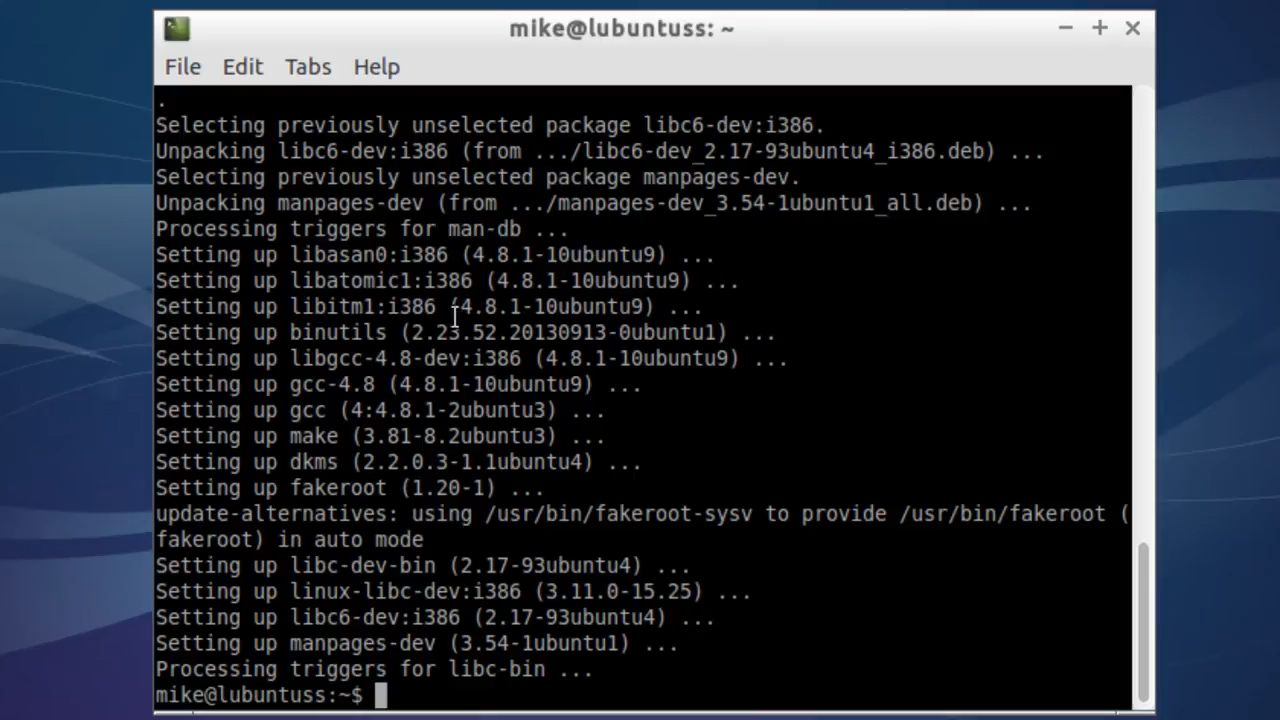 mike@lubuntuss: ~
File Edit Tabs Help
.
Selecting previously unselected package libc6-dev:i386.
Unpacking libc6-dev:i386 (from .../libc6-dev_2.17-93ubuntu4_i386.deb) ...
Selecting previously unselected package manpages-dev.
Unpacking manpages-dev (from .../manpages-dev_3.54-1ubuntu1_all.deb) ...
Processing triggers for man-db ...
Setting up libasan0:i386 (4.8.1-10ubuntu9) ...
Setting up libatomic1:i386 (4.8.1-10ubuntu9) ...
Setting up libitm1:i386 (4.8.1-10ubuntu9) ...
Setting up binutils (2.23.52.20130913-0ubuntu1) ...
Setting up libgcc-4.8-dev:i386 (4.8.1-10ubuntu9) ...
Setting up gcc-4.8 (4.8.1-10ubuntu9) ...
Setting up gcc (4:4.8.1-2ubuntu3) ...
Setting up make (3.81-8.2ubuntu3) ...
Setting up dkms (2.2.0.3-1.1ubuntu4) ...
Setting up fakeroot (1.20-1) ...
update-alternatives: using /usr/bin/fakeroot-sysv to provide /usr/bin/fakeroot (
fakeroot) in auto mode
Setting up libc-dev-bin (2.17-93ubuntu4) ...
Setting up linux-libc-dev:i386 (3.11.0-15.25) ...
Setting up libc6-dev:i386 (2.17-93ubuntu4) ...
Setting up manpages-dev (3.54-1ubuntu1) ...
Processing triggers for libc-bin ...
mike@lubuntuss:~$